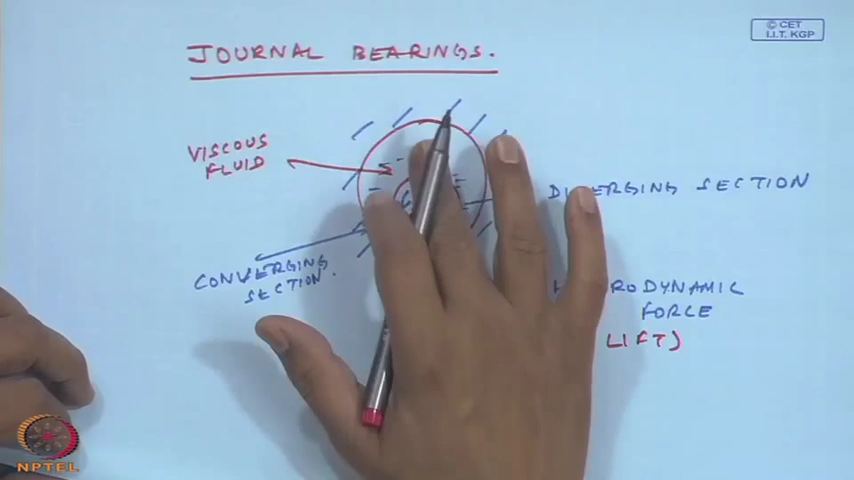 © CET
I.I.T. KGP
JOURNAL BEARINGS.
VISCOUS
FLUID
SECTION
CONVERGING
SECTION.
FORCE
LIFT)
NPTEL